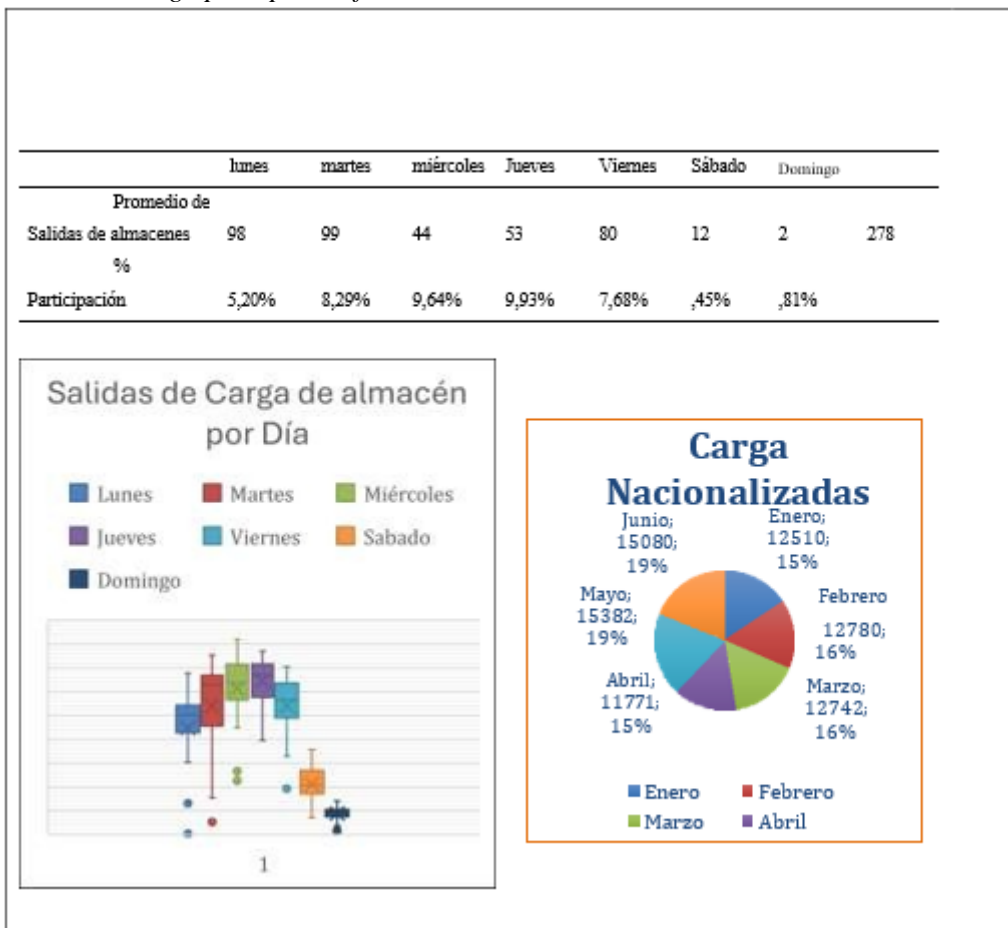 lunes martes miércoles Jueves Viernes Sábado Domingo
Promedio de
Salidas de almacenes 98 99 44 53 80 12 2 278
%
Participación 5,20% 8,29% 9,64% 9,93% 7,68% ,45% ,81%
Salidas de Carga de almacén
por Día
Lunes Martes Miércoles
Jueves Viernes Sabado
Domingo
1
Carga
Nacionalizadas
Junio;
15080;
19%
Enero;
12510;
15%
Mayo;
15382;
19%
Febrero
12780;
16%
Abril;
11771;
15%
Marzo;
12742;
16%
Enero Febrero
Marzo Abril